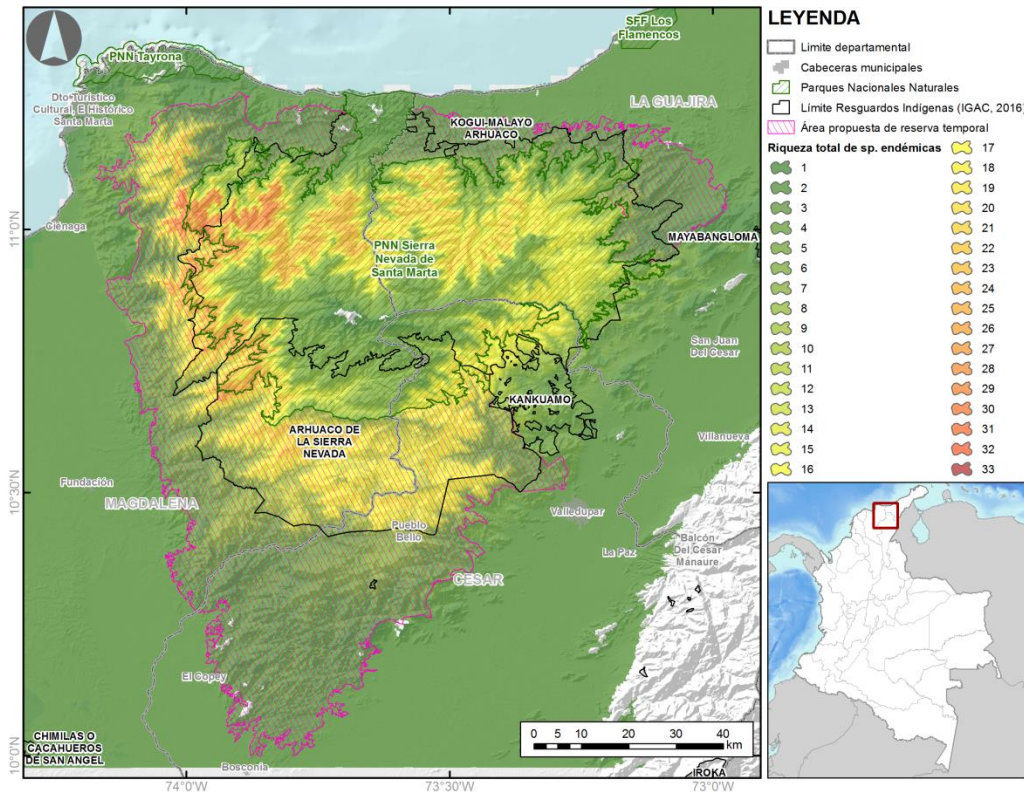 SFF Los
Flamencos
PNN Tayrona
Dto Turistico
Cultural, E Histórico
Santa Marta
LA GUAJIRA
KOGUI-MALAYO
ARHUACO
Ciénaga
MAYABANGLOMA
PNN Sierra
Nevada de
Santa Marta
San Juan
Del Cesar
KANKUAMO
ARHUACO DE
LA SIERRA
NEVADA
Villanueva
Fundación
MAGDALENA
Valledupar
Pueblo
Bello
La Paz
Balcón
Del Cesar
Manaure
CESAR
El Copey
CHIMILAS O
CACAHUEROS
DE SAN ANGEL
Bosconia
IROKA
0 5 10 20 30 40
km
11°0'N
10°30'N
10°0'N
74°0'W
73°30'W
73°0'W
LEYENDA
Limite departamental
Cabeceras municipales
Parques Nacionales Naturales
Límite Resguardos Indígenas (IGAC, 2016)
Área propuesta de reserva temporal
Riqueza total de sp. endémicas
1
2
3
4
5
6
7
8
9
10
11
12
13
14
15
16
17
18
19
20
21
22
23
24
25
26
27
28
29
30
31
32
33